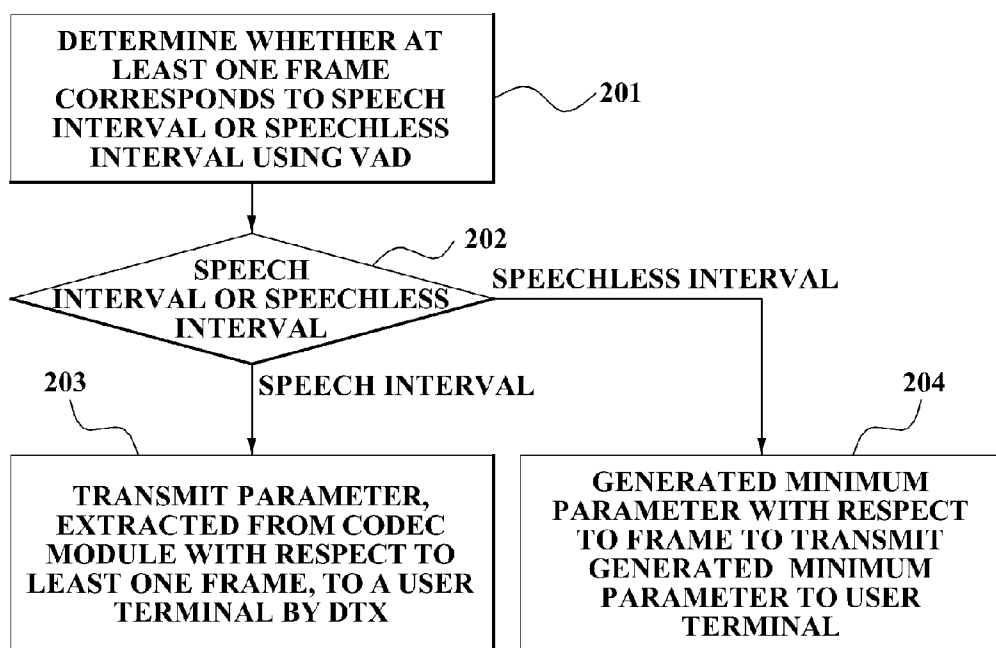 DETERMINE WHETHER AT
LEAST ONE FRAME
CORRESPONDS TO SPEECH
INTERVAL OR SPEECHLESS
INTERVAL USING VAD
201
202
SPEECH
INTERVAL OR SPEECHLESS
INTERVAL
SPEECHLESS INTERVAL
SPEECH INTERVAL
203
TRANSMIT PARAMETER,
EXTRACTED FROM CODEC
MODULE WITH RESPECT TO
LEAST ONE FRAME, TO A USER
TERMINAL BY DTX
204
GENERATED MINIMUM
PARAMETER WITH RESPECT
TO FRAME TO TRANSMIT
GENERATED MINIMUM
PARAMETER TO USER
TERMINAL